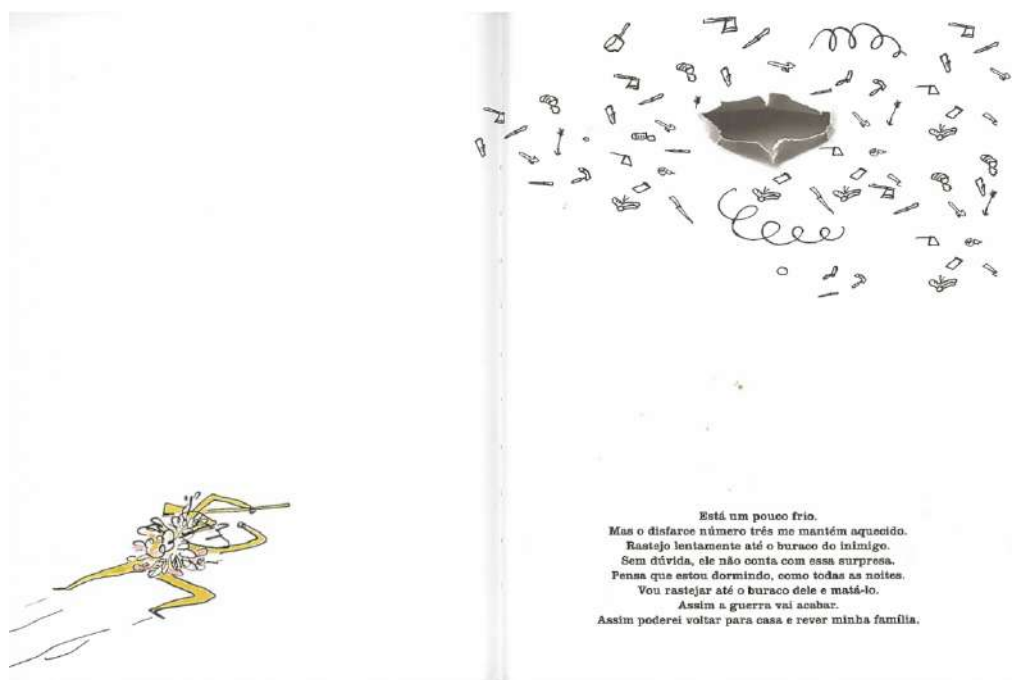 Está um pouco frio.
Mas o disfarce número três me mantém aquecido.
Rastejo lentamente até o buraco do inimigo.
Sem dúvida, ele não conta com essa surpresa.
Pensa que estou dormindo, como todas as noites.
Vou rastejar até o buraco dele e matá-lo.
Assim a guerra vai acabar.
Assim poderei voltar para casa e rever minha família.